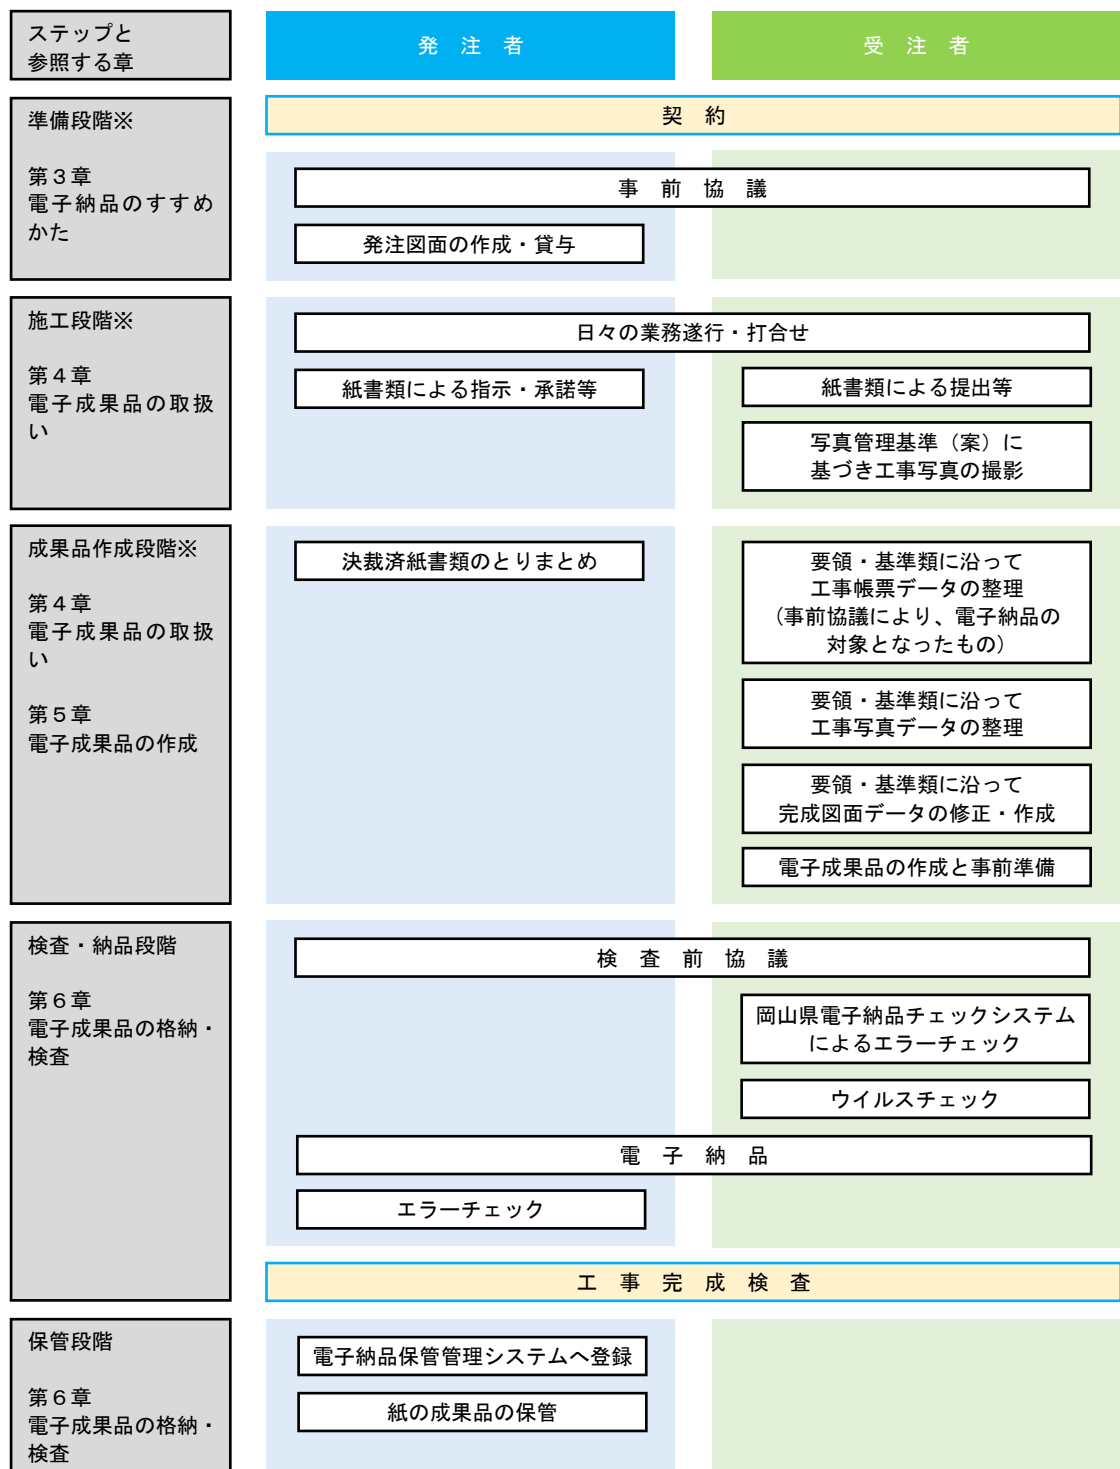 ステップと
参照する章
発 注 者
受 注 者
準備段階※
第３章
電子納品のすすめ
かた
契 約
事 前 協 議
発注図面の作成・貸与
施工段階※
第４章
電子成果品の取扱
い
日々の業務遂行・打合せ
紙書類による指示・承諾等
紙書類による提出等
写真管理基準（案）に
基づき工事写真の撮影
成果品作成段階※
第４章
電子成果品の取扱
い
第５章
電子成果品の作成
決裁済紙書類のとりまとめ
要領・基準類に沿って
工事帳票データの整理
（事前協議により、電子納品の
対象となったもの）
要領・基準類に沿って
工事写真データの整理
要領・基準類に沿って
完成図面データの修正・作成
電子成果品の作成と事前準備
検査・納品段階
第６章
電子成果品の格納・
検査
検 査 前 協 議
岡山県電子納品チェックシステム
によるエラーチェック
ウイルスチェック
電 子 納 品
エラーチェック
工 事 完 成 検 査
保管段階
第６章
電子成果品の格納・
検査
電子納品保管管理システムへ登録
紙の成果品の保管